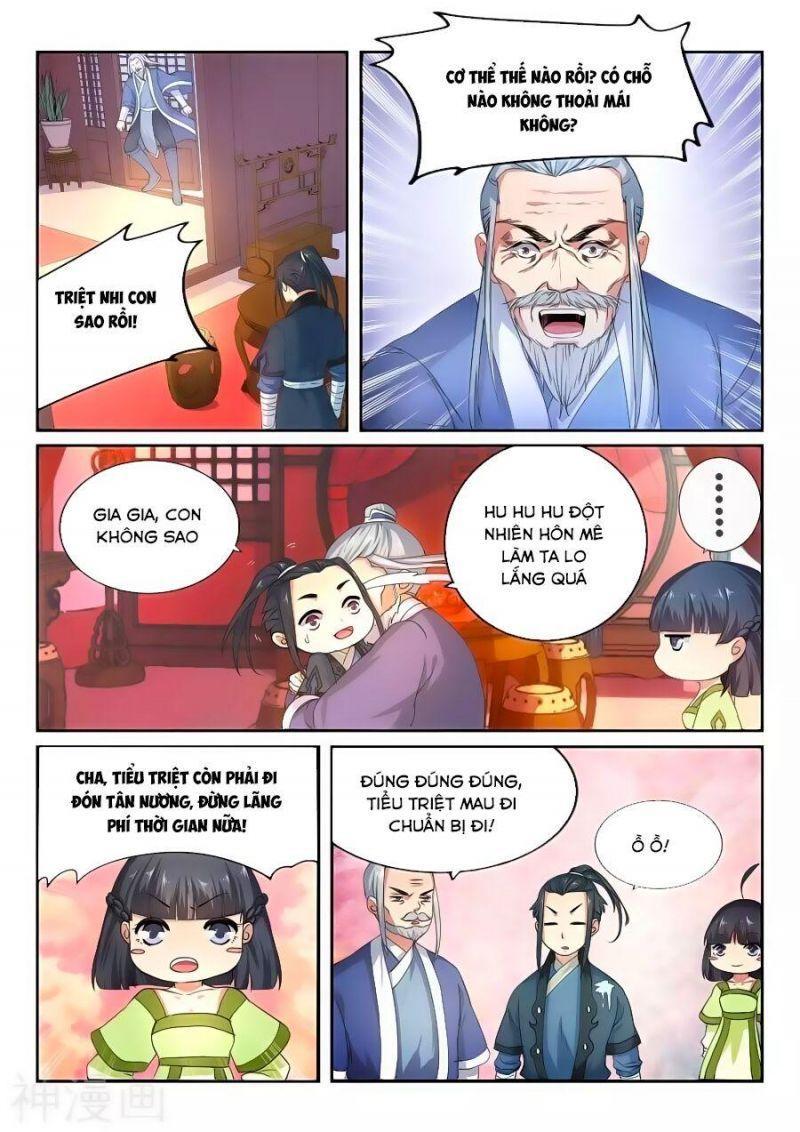 TRIỆT NHI CON
SAO RỒI!
CƠ THỂ THẾ NÀO RỒI? CÓ CHỖ
NÀO KHÔNG THOẢI MÁI
KHÔNG?
GIA GIA, CON
KHÔNG SAO
HU HU HU ĐỘT
NHIÊN HÔN MÊ
LÀM TA LO
LẮNG QUÁ
......
CHA, TIỂU TRIỆT CÒN PHẢI ĐI
ĐÓN TÂN NƯƠNG, ĐỪNG LÃNG
PHÍ THỜI GIAN NỮA!
ĐÚNG ĐÚNG ĐÚNG,
TIỂU TRIỆT MAU ĐI
CHUẨN BỊ ĐI!
Ồ Ồ!
神漫画